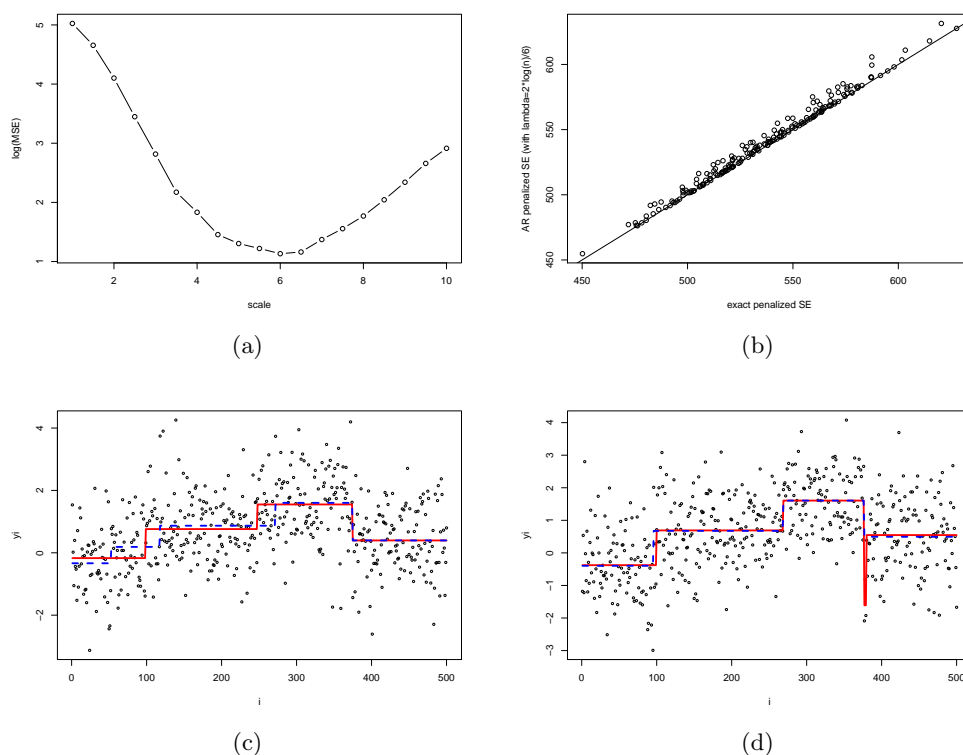 5
4
3
2
1
log(MSE)
2 4 6 8 10
scale
(a)
600
550
500
450
AR penalized SE (with lambda=2*log(n)/6)
450 500 550 600
exact penalized SE
(b)
4
2
0
−2
yi
0 100 200 300 400 500
i
(c)
4
3
2
1
0
−1
−2
−3
yi
0 100 200 300 400 500
i
(d)